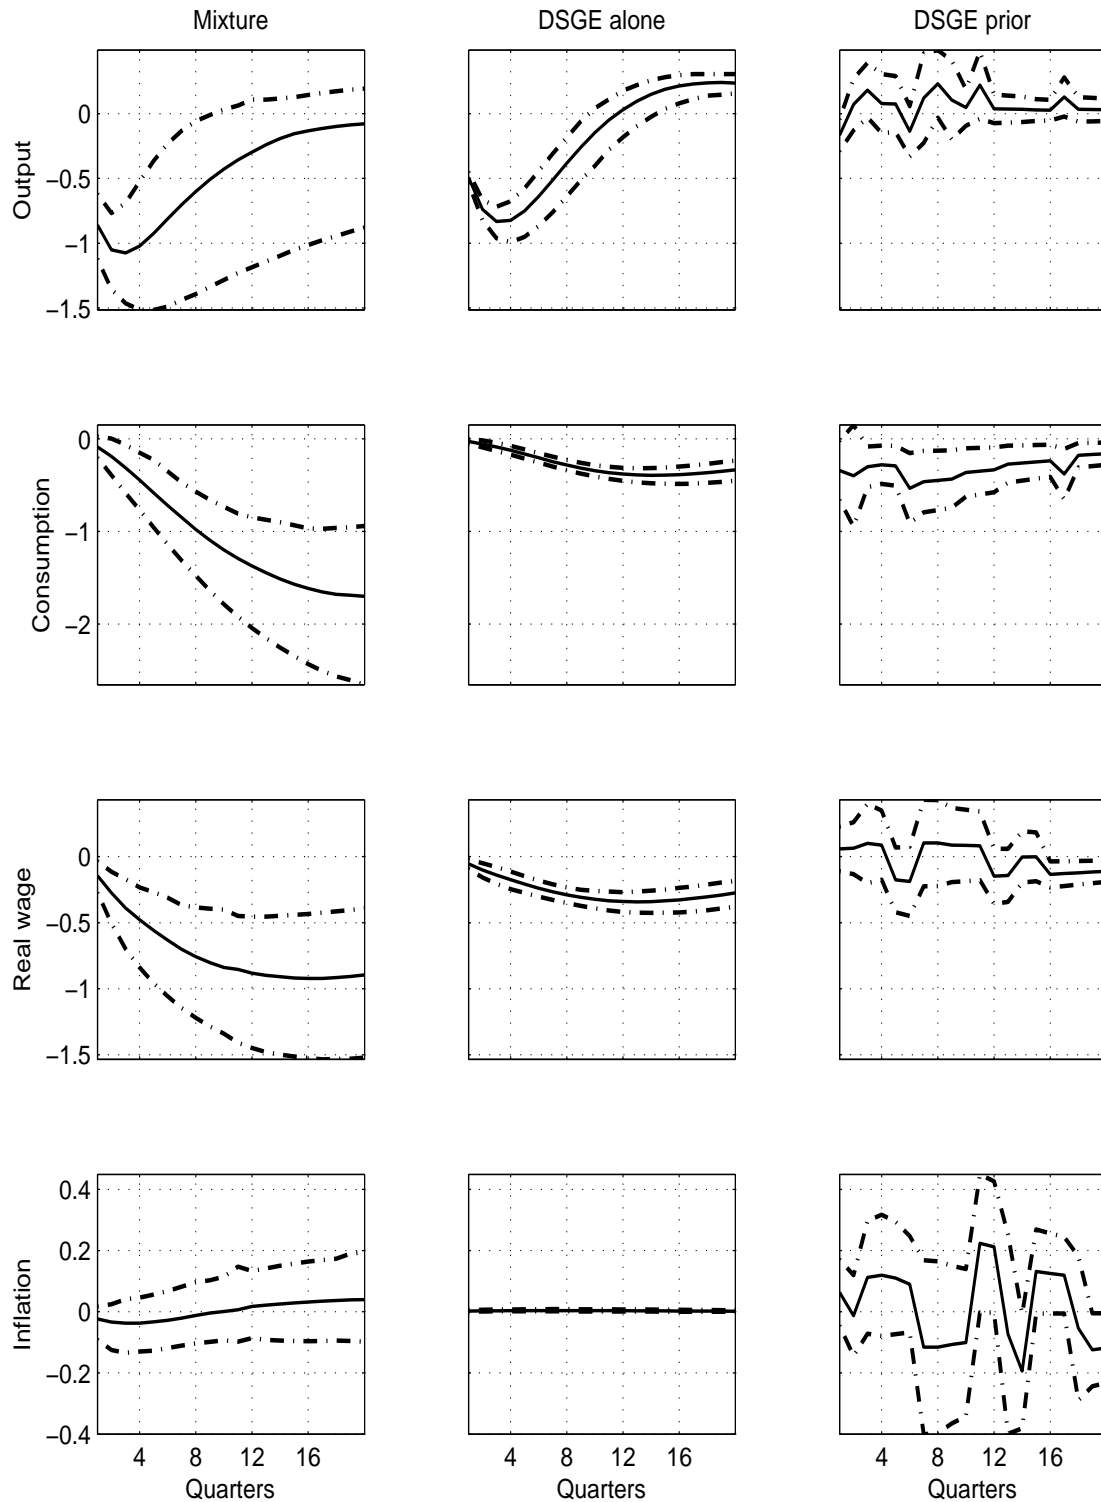 Mixture DSGE alone DSGE prior
Output
0
−0.5
−1
−1.5
Consumption
0
−1
−2
Real wage
0
−0.5
−1
−1.5
Inflation
0.4
0.2
0
−0.2
−0.4
4 8 12 16 4 8 12 16 4 8 12 16
Quarters Quarters Quarters